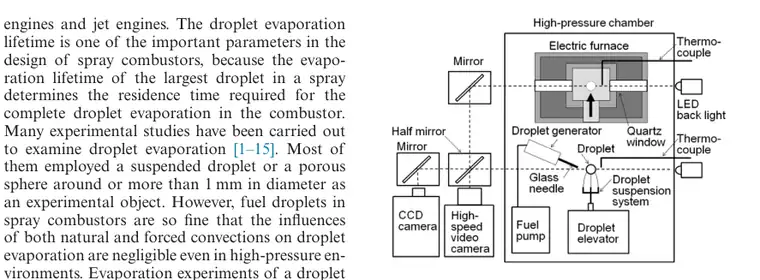 engines and jet engines. The droplet evaporation
lifetime is one of the important parameters in the
design of spray combustors, because the evapo-
ration lifetime of the largest droplet in a spray
determines the residence time required for the
complete droplet evaporation in the combustor.
Many experimental studies have been carried out
to examine droplet evaporation [1–15]. Most of
them employed a suspended droplet or a porous
sphere around or more than 1 mm in diameter as
an experimental object. However, fuel droplets in
spray combustors are so fine that the influences
of both natural and forced convections on droplet
evaporation are negligible even in high-pressure en-
vironments. Evaporation experiments of a droplet
High-pressure chamber
Electric furnace
Thermo-
couple
Mirror
LED
back light
Half mirror
Droplet generator
Quartz
window
Thermo-
couple
Mirror
Droplet
Glass
needle
Droplet
suspension
system
CCD
camera
High-
speed
video
camera
Fuel
pump
Droplet
elevator